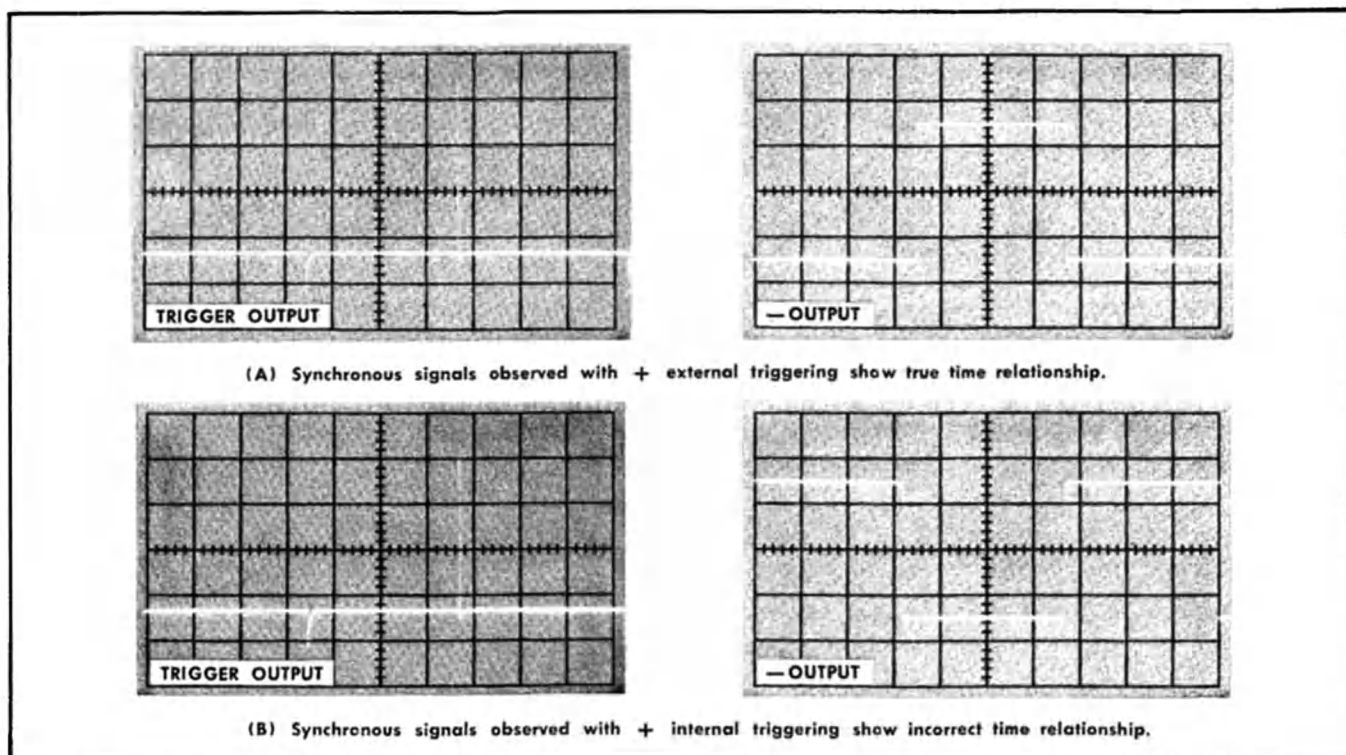 TRIGGER OUTPUT
—OUTPUT
(A) Synchronous signals observed with + external triggering show true time relationship.
TRIGGER OUTPUT
—OUTPUT
(B) Synchronous signals observed with + internal triggering show incorrect time relationship.